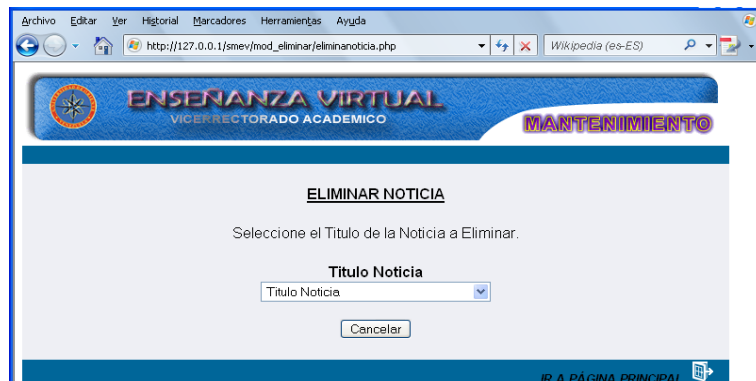 Archivo Editar Ver Historial Marcadores Herramientas Ayuda
http://127.0.0.1/smev/mod_eliminar/eliminanoticia.php
Wikipedia (es-ES)
ENSEÑANZA VIRTUAL
VICERRECTORADO ACADEMICO
MANTENIMIENTO
ELIMINAR NOTICIA
Seleccione el Titulo de la Noticia a Eliminar.
Titulo Noticia
Titulo Noticia
Cancelar
IR A PÁGINA PRINCIPAL